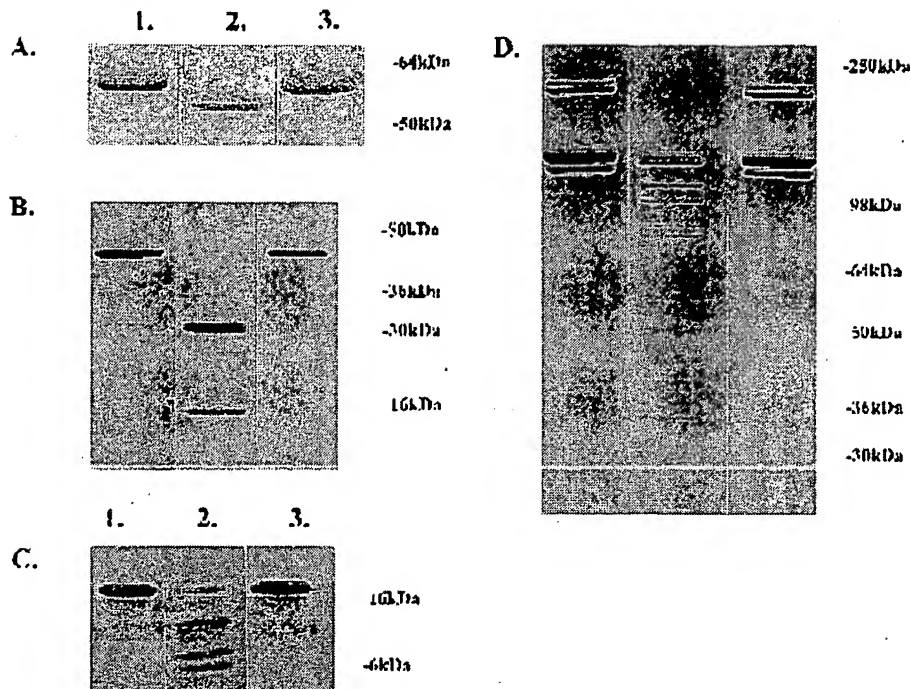 A.
1. 2. 3.
-64kDa
-50kDa
B.
-50kDa
-36kDa
-30kDa
16kDa
C.
1. 2. 3.
16kDa
-6kDa
D.
-250kDa
98kDa
-64kDa
50kDa
-36kDa
-30kDa